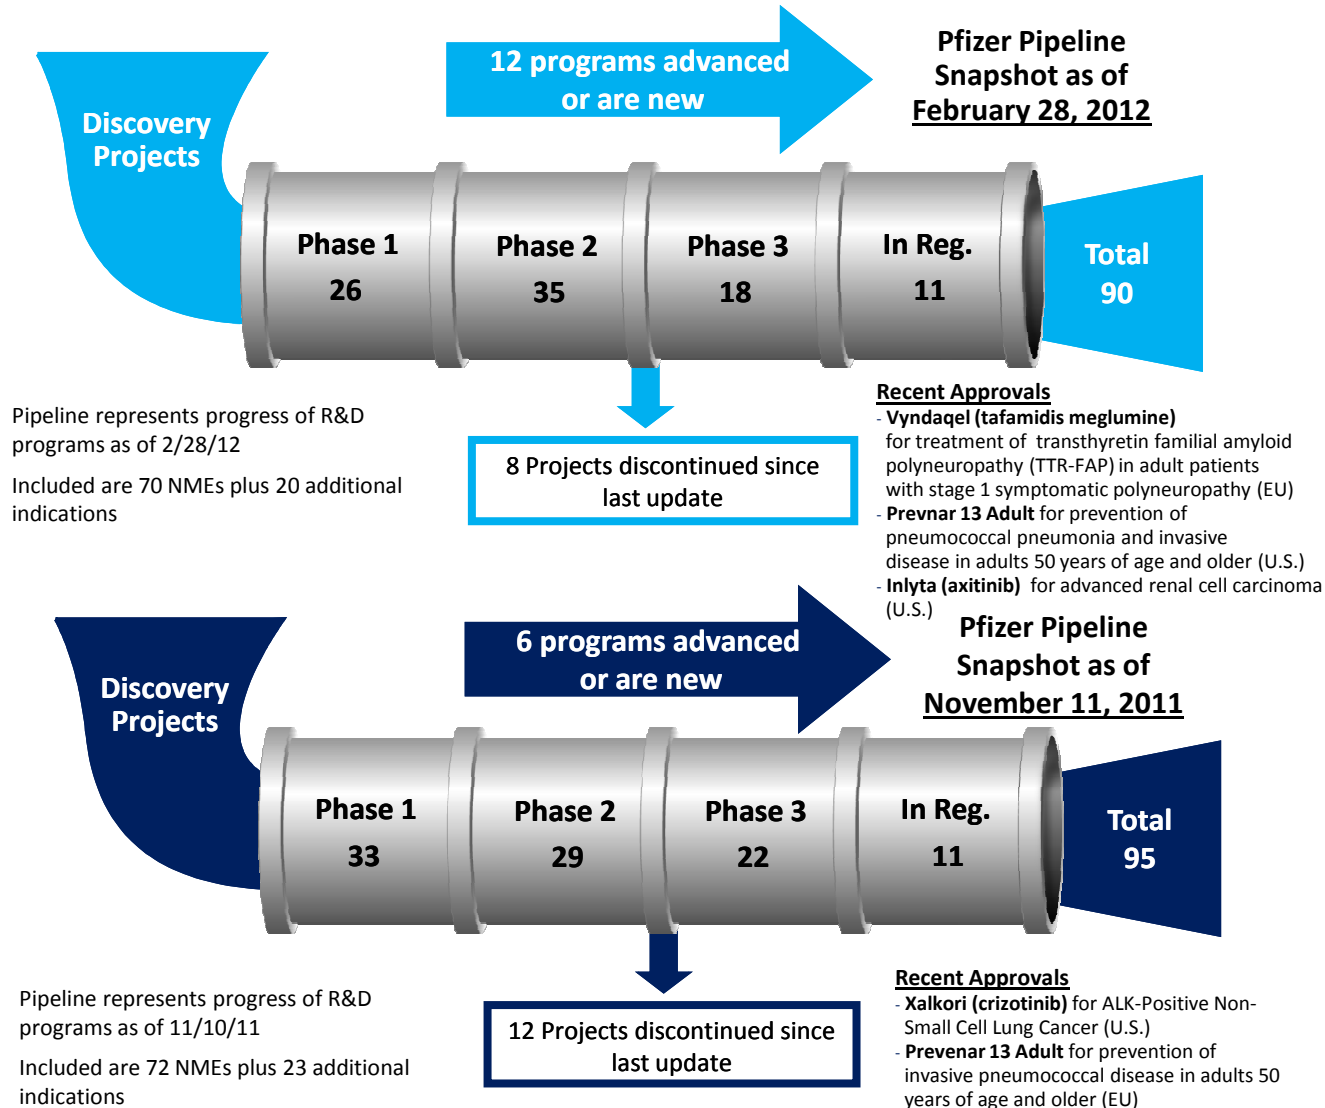 12 programs advanced
or are new
Pfizer Pipeline
Snapshot as of
February 28, 2012
Discovery
Projects
Phase 1
26
Phase 2
35
Phase 3
18
In Reg.
11
Total
90
Pipeline represents progress of R&D
programs as of 2/28/12
Included are 70 NMEs plus 20 additional
indications
8 Projects discontinued since
last update
Recent Approvals
- Vyndaqel (tafamidis meglumine)
for treatment of transthyretin familial amyloid
polyneuropathy (TTR-FAP) in adult patients
with stage 1 symptomatic polyneuropathy (EU)
- Prevnar 13 Adult for prevention of
pneumococcal pneumonia and invasive
disease in adults 50 years of age and older (U.S.)
- Inlyta (axitinib) for advanced renal cell carcinoma
(U.S.)
6 programs advanced
or are new
Pfizer Pipeline
Snapshot as of
November 11, 2011
Discovery
Projects
Phase 1
33
Phase 2
29
Phase 3
22
In Reg.
11
Total
95
Pipeline represents progress of R&D
programs as of 11/10/11
Included are 72 NMEs plus 23 additional
indications
12 Projects discontinued since
last update
Recent Approvals
- Xalkori (crizotinib) for ALK-Positive Non-
Small Cell Lung Cancer (U.S.)
- Prevenar 13 Adult for prevention of
invasive pneumococcal disease in adults 50
years of age and older (EU)